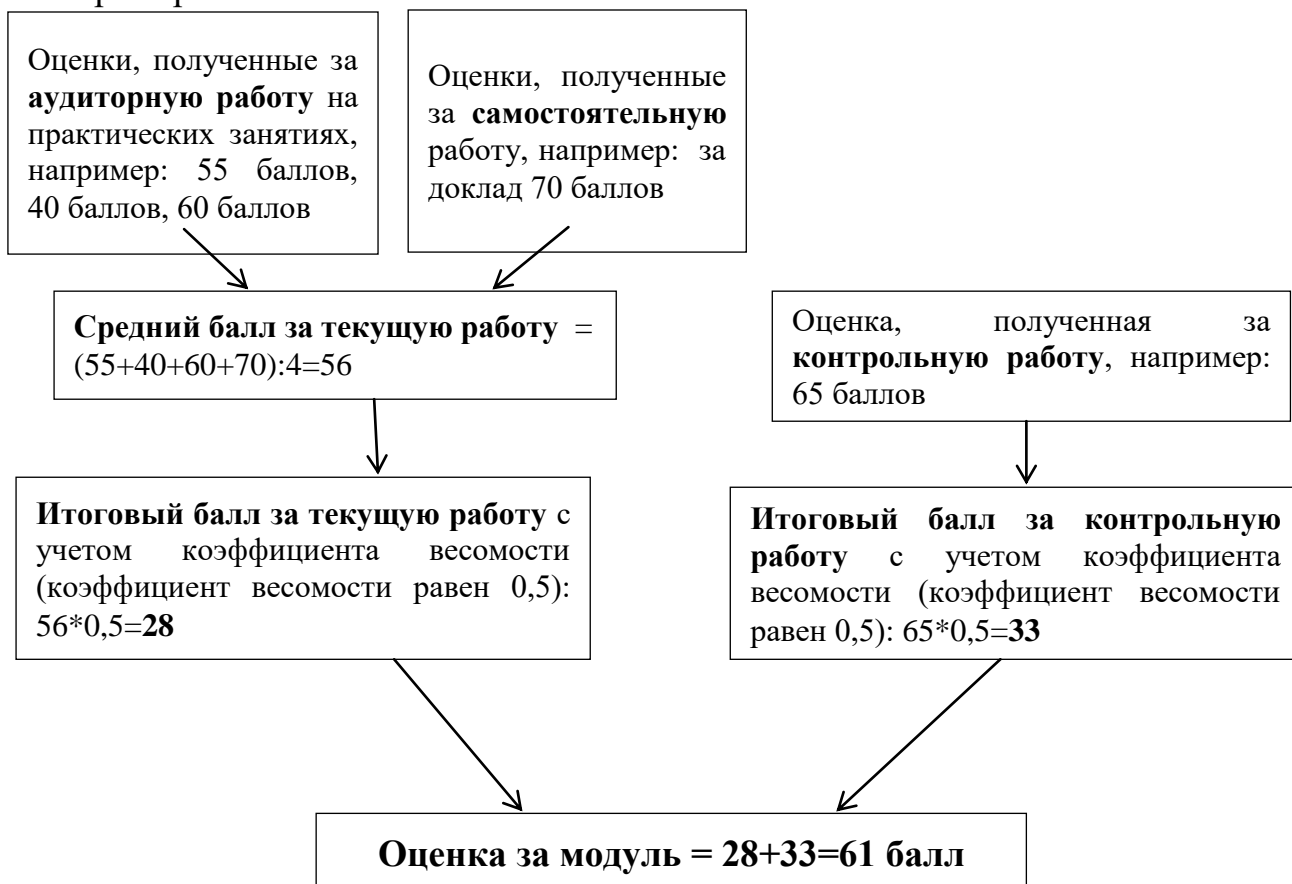 Оценки, полученные за
аудиторную работу на
практических занятиях,
например: 55 баллов,
40 баллов, 60 баллов
Оценки, полученные
за самостоятельную
работу, например: за
доклад 70 баллов
Средний балл за текущую работу =
(55+40+60+70):4=56
Оценка, полученная за
контрольную работу, например:
65 баллов
Итоговый балл за текущую работу с
учетом коэффициента весомости
(коэффициент весомости равен 0,5):
56*0,5=28
Итоговый балл за контрольную
работу с учетом коэффициента
весомости (коэффициент весомости
равен 0,5): 65*0,5=33
Оценка за модуль = 28+33=61 балл